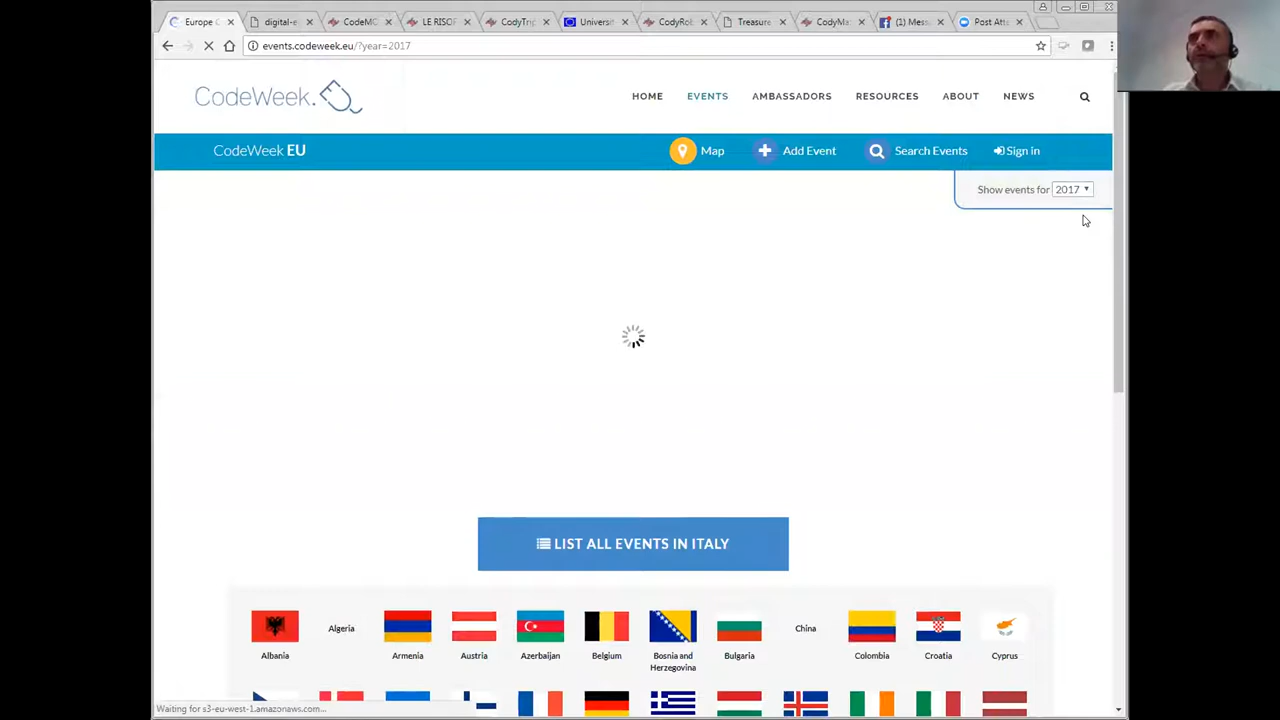 Europe C
digital-e
CodeMO
LE RISOR
CodyTrip
Universit
CodyRob
Treasure
CodyMa
(1) Mess
Post Atte
events.codeweek.eu/?year=2017
CodeWeek.
HOME EVENTS AMBASSADORS RESOURCES ABOUT NEWS
CodeWeek EU Map Add Event Search Events Sign in
Show events for 2017
LIST ALL EVENTS IN ITALY
Algeria China
Albania Armenia Austria Azerbaijan Belgium Bosnia and Herzegovina Bulgaria Colombia Croatia Cyprus
Waiting for s3-eu-west-1.amazonaws.com...